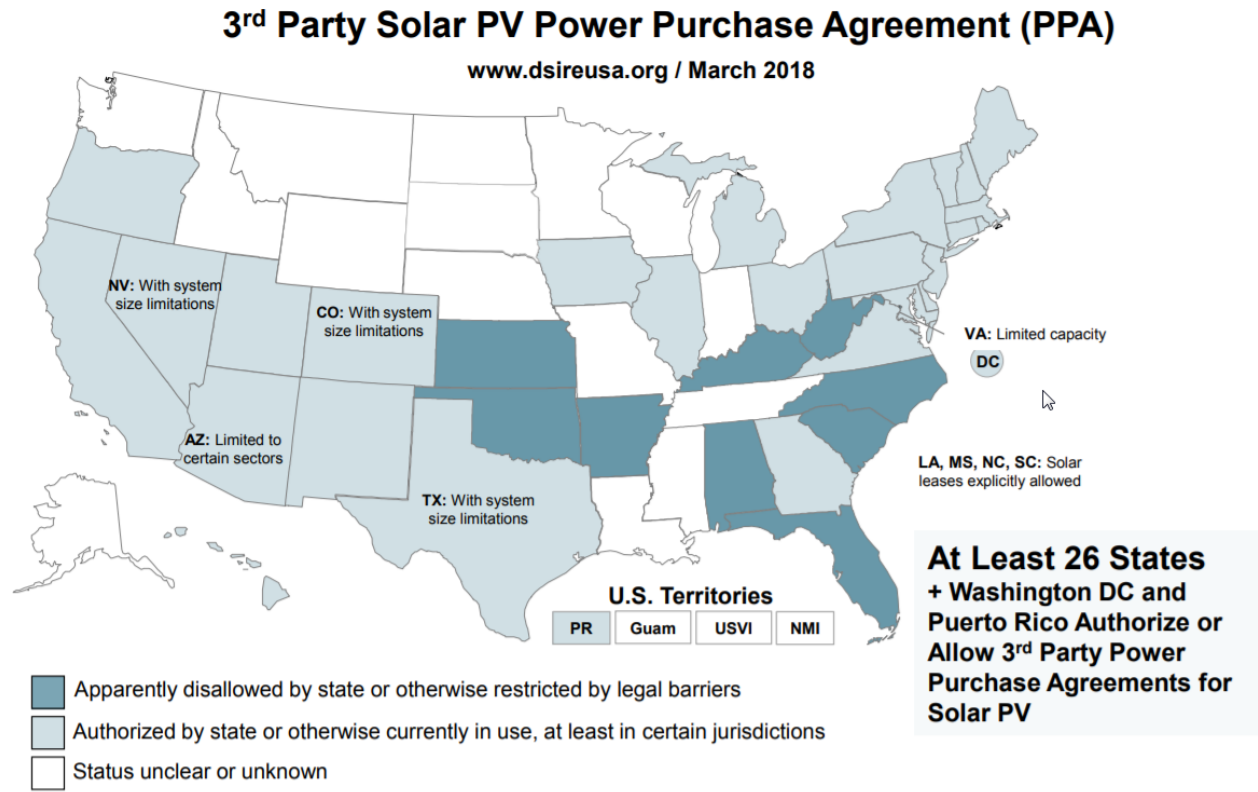 3rd Party Solar PV Power Purchase Agreement (PPA)
www.dsireusa.org / March 2018
NV: With system
size limitations
CO: With system
size limitations
VA: Limited capacity
DC
AZ: Limited to
certain sectors
LA, MS, NC, SC: Solar
leases explicitly allowed
TX: With system
size limitations
At Least 26 States
+ Washington DC and
Puerto Rico Authorize or
Allow 3rd Party Power
Purchase Agreements for
Solar PV
U.S. Territories
PR
Guam
USVI
NMI
Apparently disallowed by state or otherwise restricted by legal barriers
Authorized by state or otherwise currently in use, at least in certain jurisdictions
Status unclear or unknown